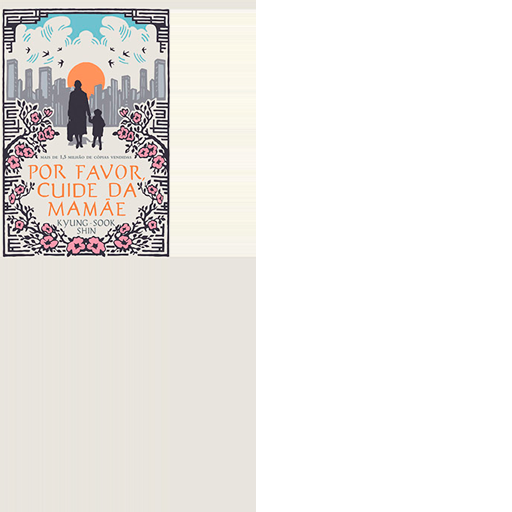 MAIS DE 1,5 MILHÃO DE CÓPIAS VENDIDAS
POR FAVOR,
CUIDE DA
MAMÃE
KYUNG-SOOK
SHIN